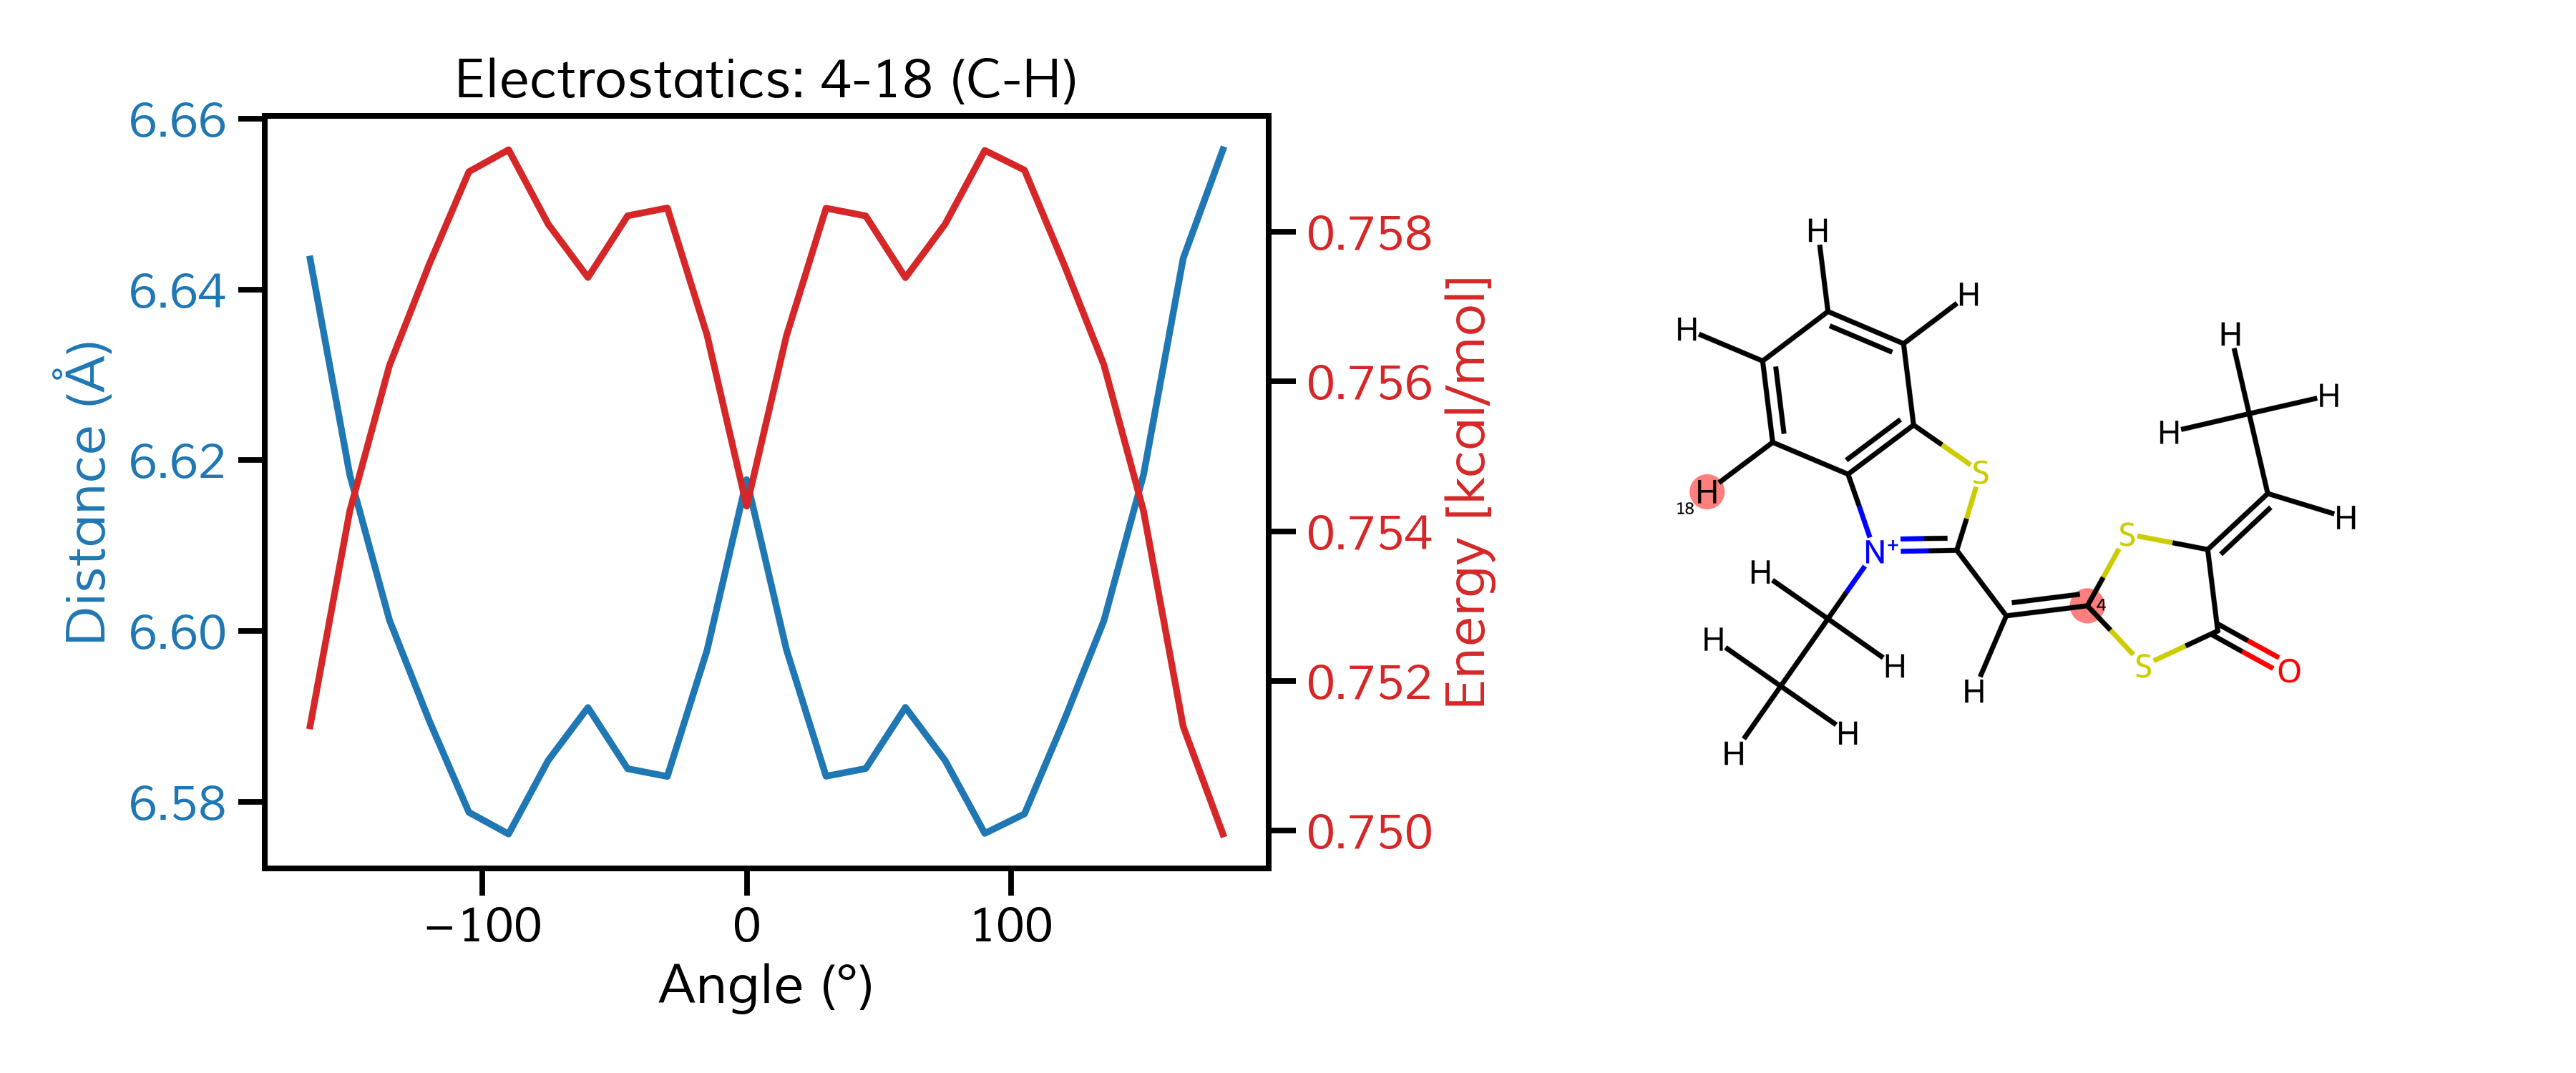 Electrostatics: 4-18 (C-H)
6.66
6.64
6.62
6.60
6.58
Distance (Å)
0.758
0.756
0.754
0.752
0.750
Energy [kcal/mol]
−100
0
100
Angle (°)
H
H
H
H
H
H
H
H
18
S
S
N+
H
H
4
H
H
S
O
H
H
H